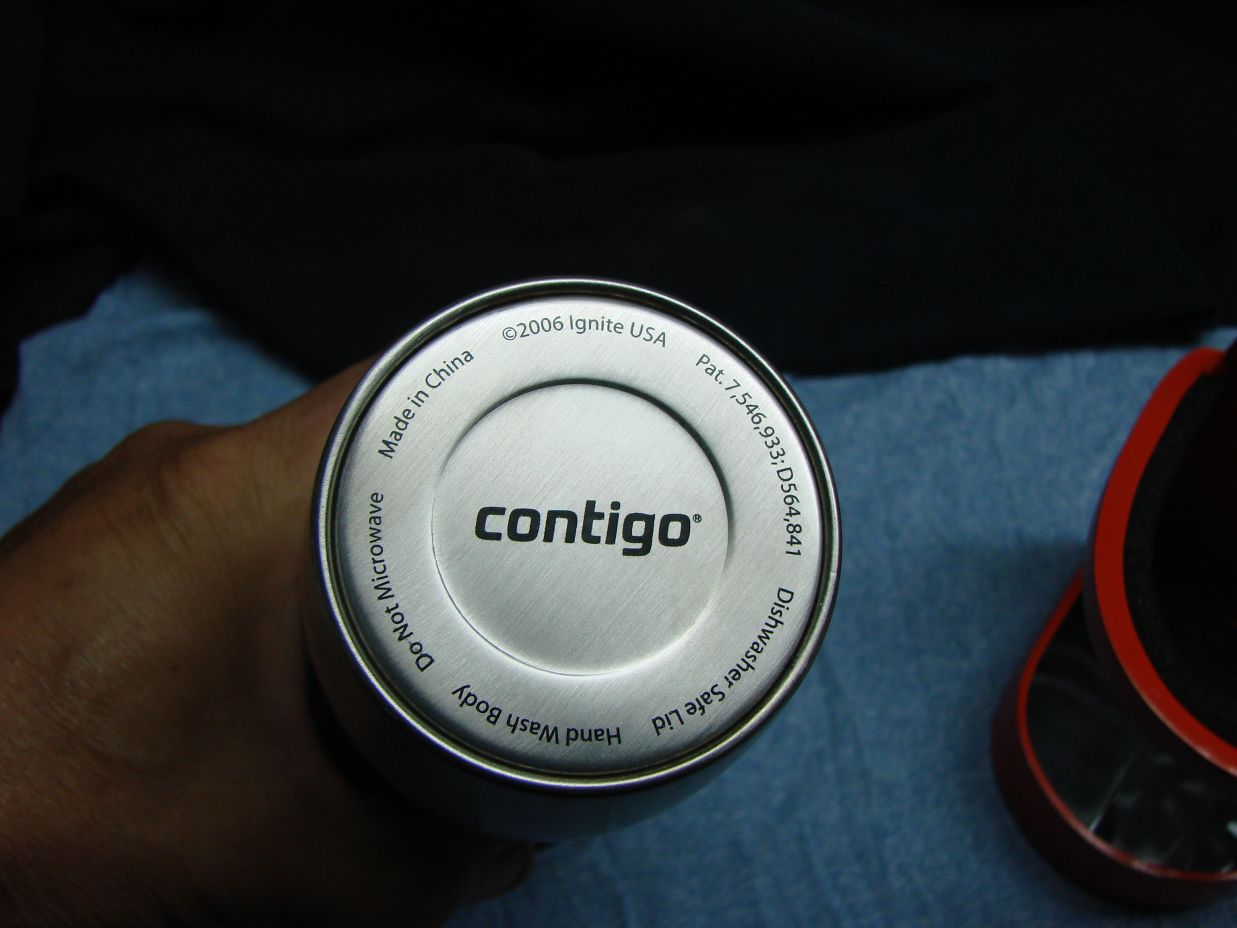 ©2006 Ignite USA
Pat. 7,546,933; D564,841
Dishwasher Safe Lid
Hand Wash Body
Do Not Microwave
Made in China
contigo®